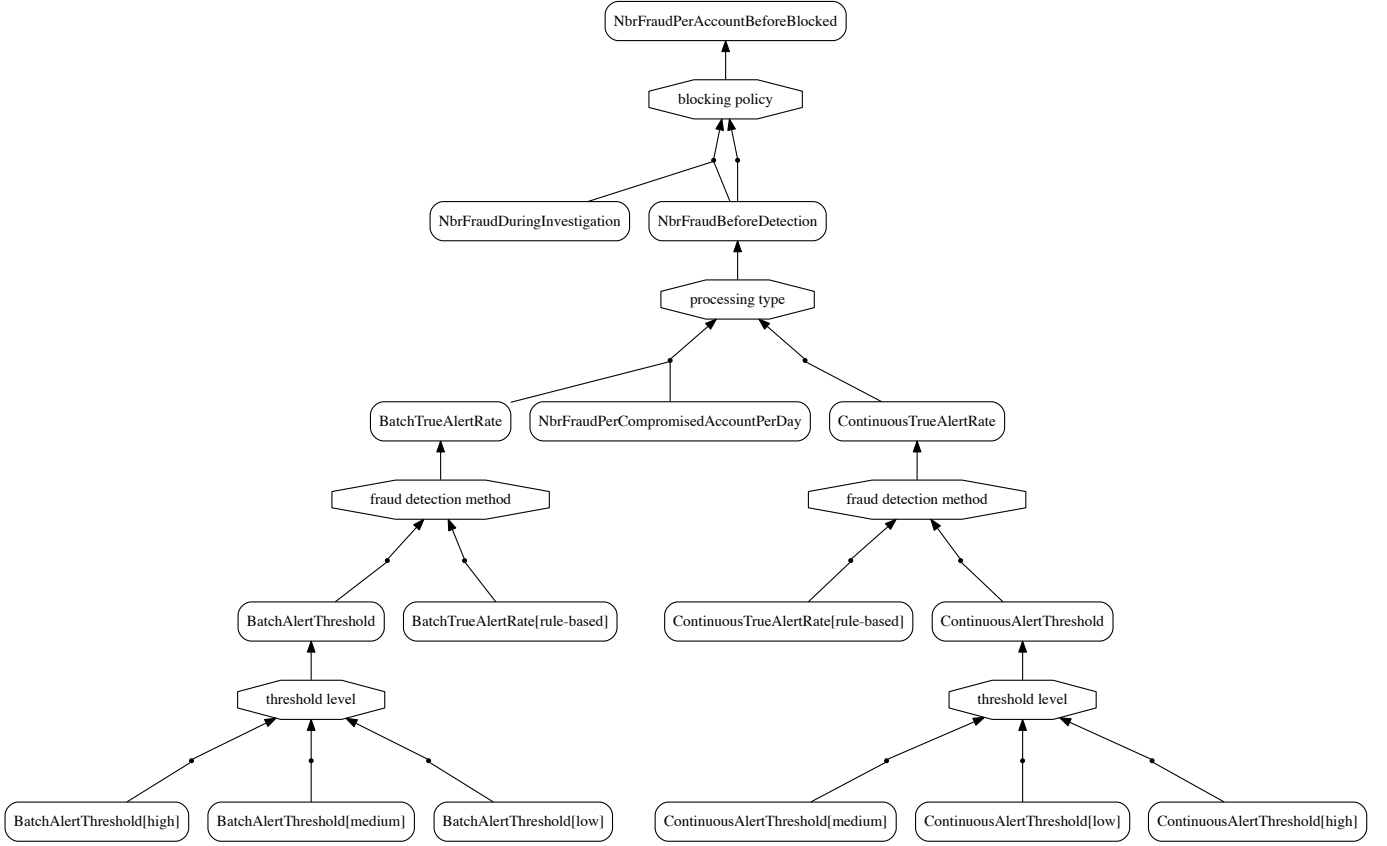 NbrFraudPerAccountBeforeBlocked
blocking policy
NbrFraudDuringInvestigation
NbrFraudBeforeDetection
processing type
BatchTrueAlertRate
NbrFraudPerCompromisedAccountPerDay
ContinuousTrueAlertRate
fraud detection method
fraud detection method
BatchAlertThreshold
BatchTrueAlertRate[rule-based]
ContinuousTrueAlertRate[rule-based]
ContinuousAlertThreshold
threshold level
threshold level
BatchAlertThreshold[high]
BatchAlertThreshold[medium]
BatchAlertThreshold[low]
ContinuousAlertThreshold[medium]
ContinuousAlertThreshold[low]
ContinuousAlertThreshold[high]